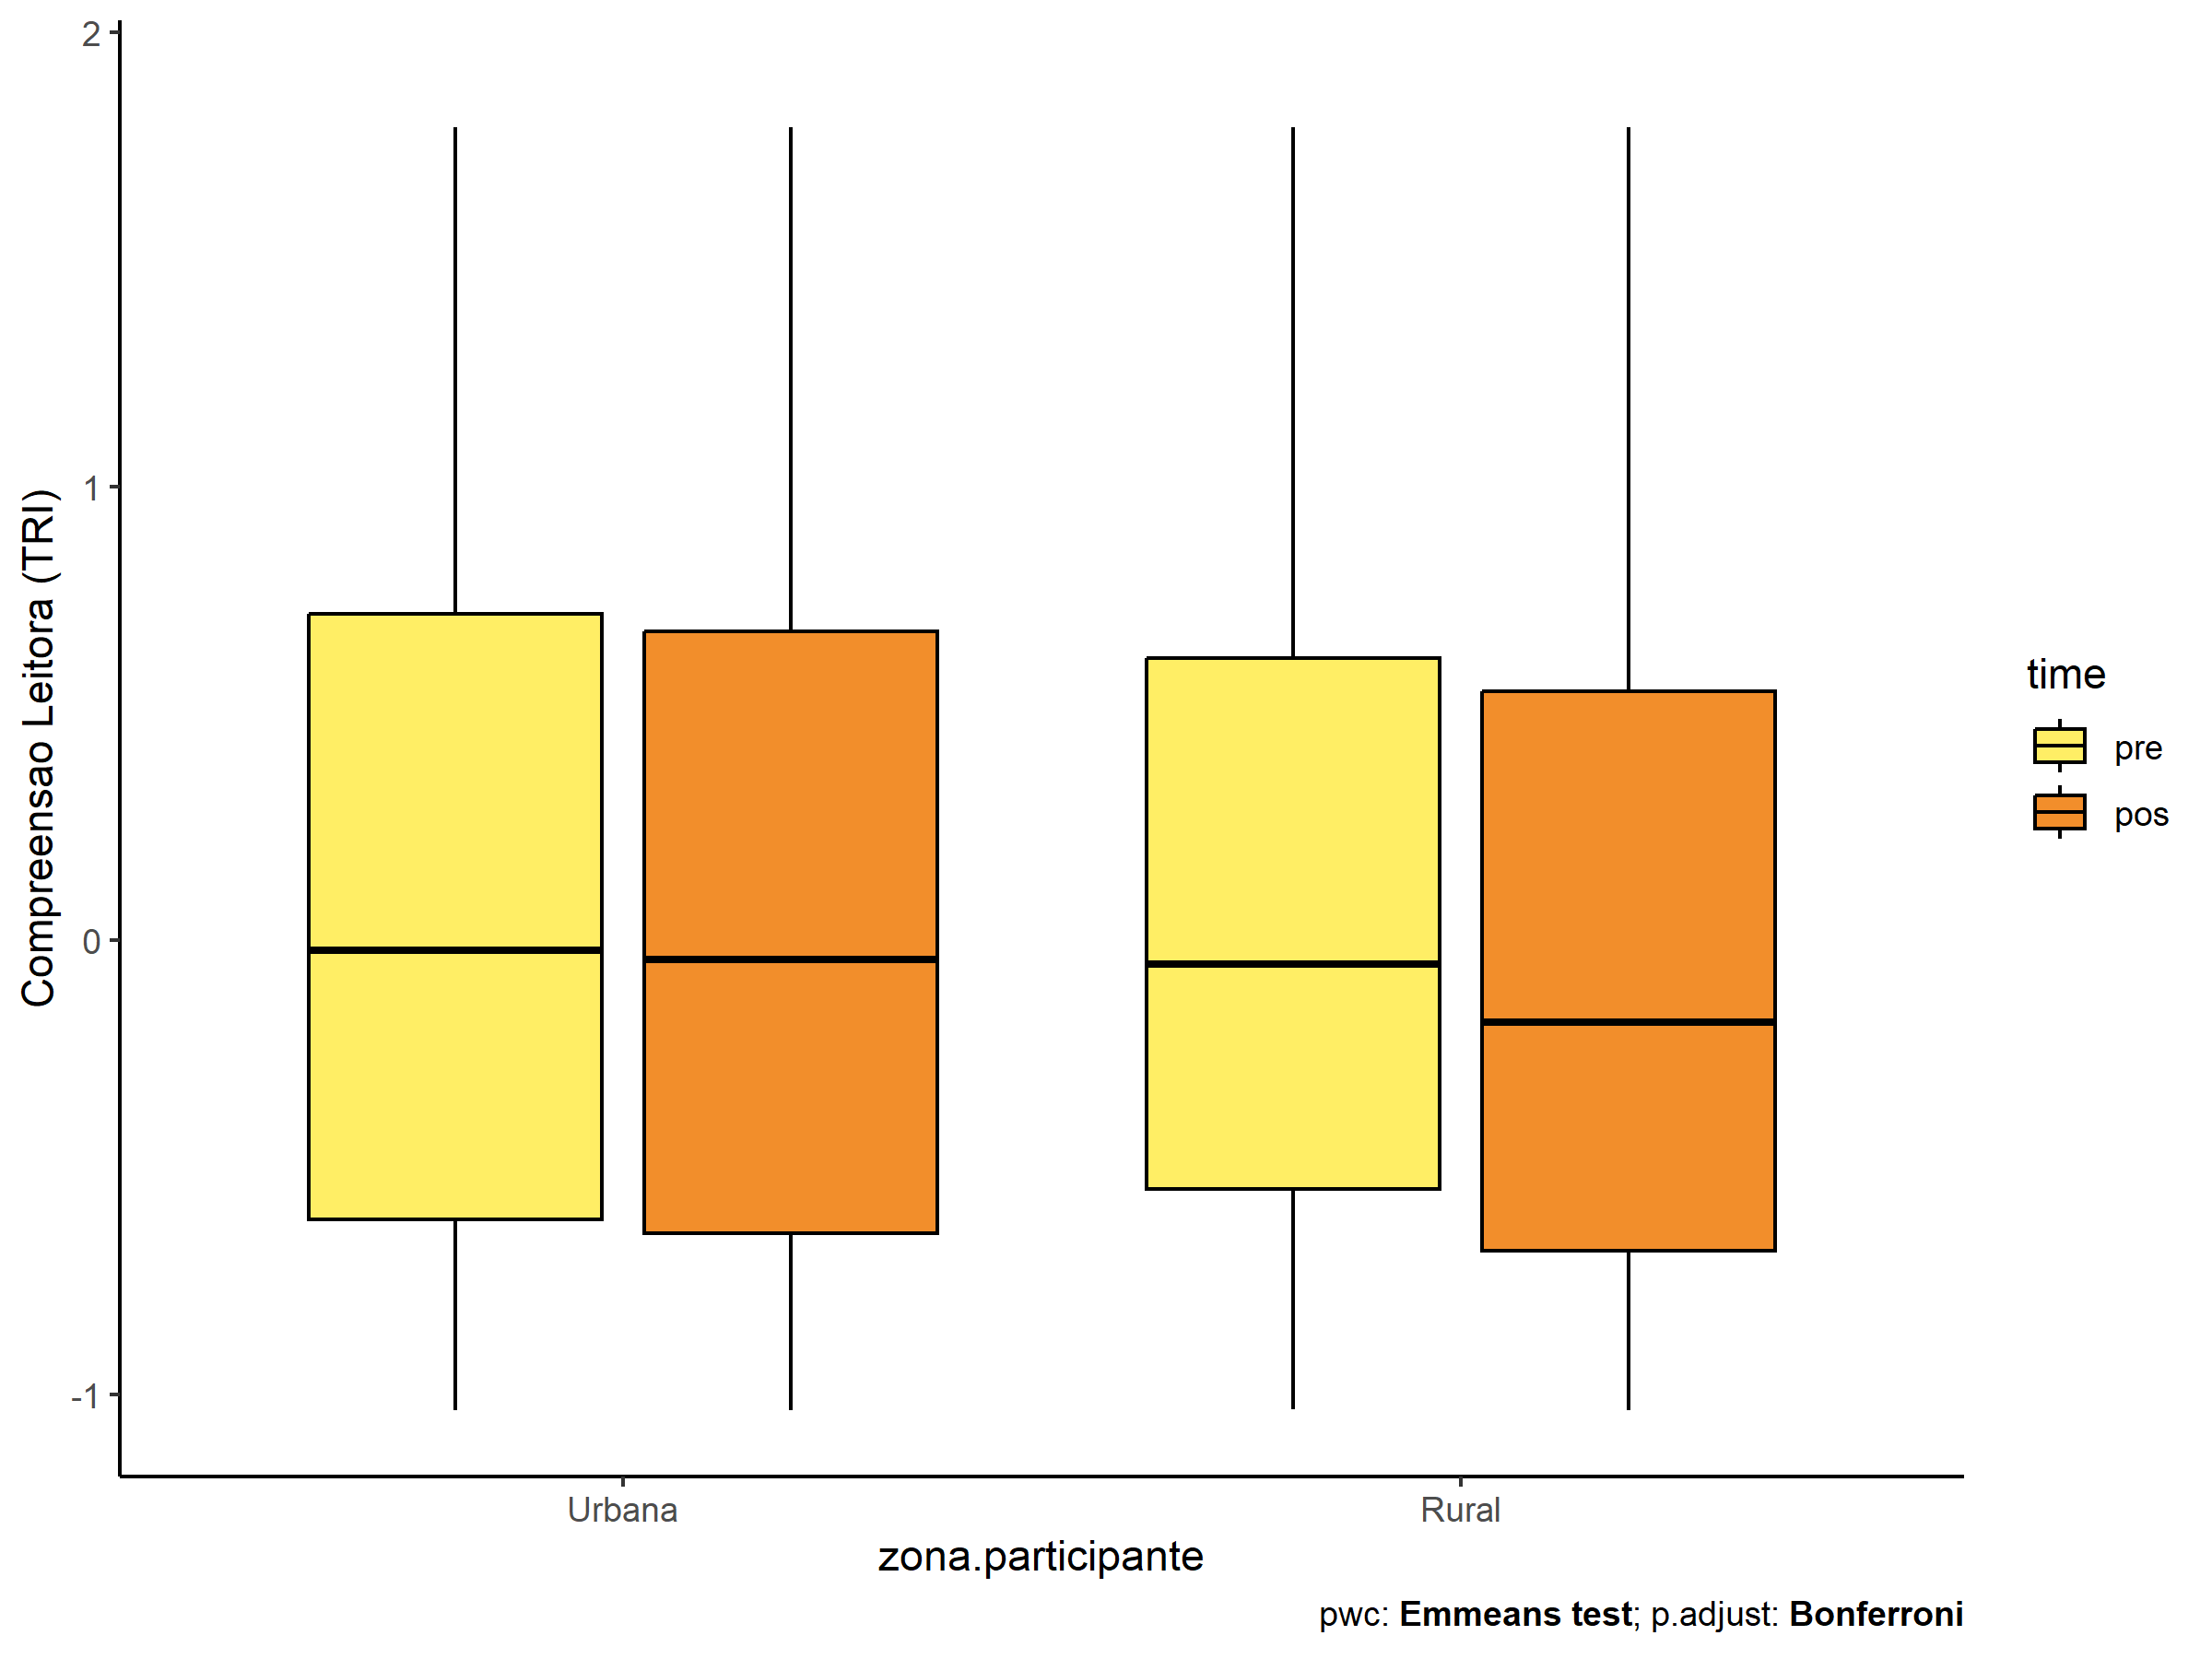 Compreensao Leitora (TRI)
2
1
0
-1
Urbana
Rural
zona.participante
time
pre
pos
pwc: Emmeans test; p.adjust: Bonferroni